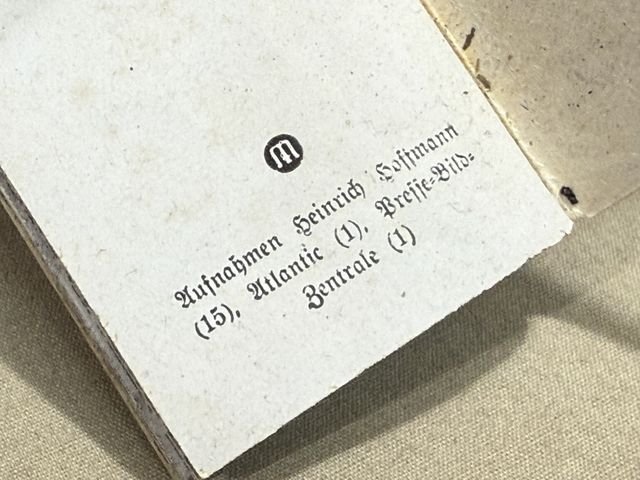 M
Aufnahmen Heinrich Hoffmann
(15), Atlantic (1), Presse-Bild-
Zentrale (1)